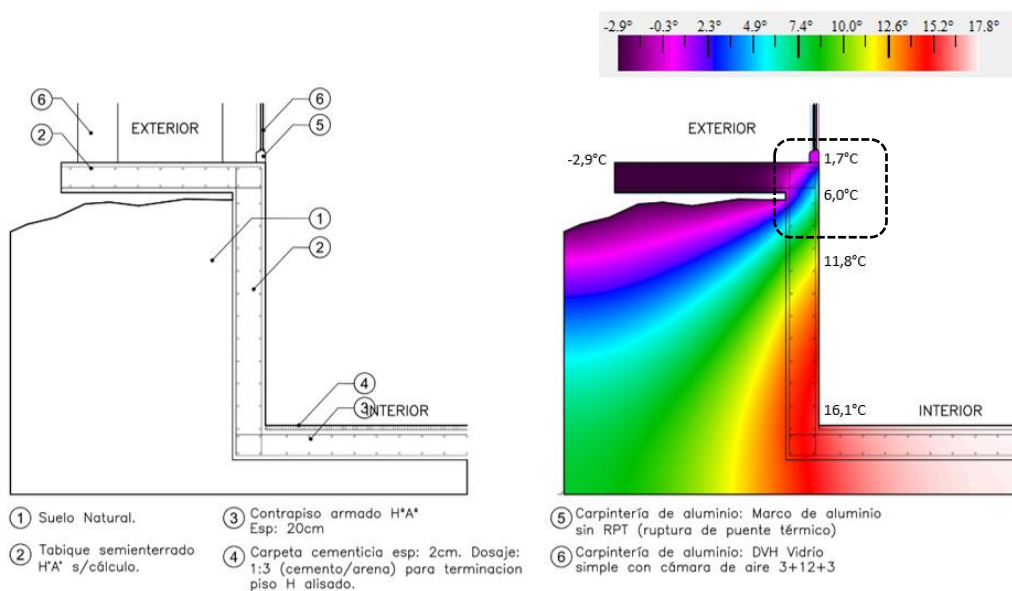 -2.9° -0.3° 2.3° 4.9° 7.4° 10.0° 12.6° 15.2° 17.8°
6
2
EXTERIOR
6
5
1
2
4
3
INTERIOR
EXTERIOR
-2,9°C
1,7°C
6,0°C
11,8°C
16,1°C
INTERIOR
1 Suelo Natural.
2 Tabique semienterrado
H°A° s/cálculo.
3 Contrapiso armado H°A°
Esp: 20cm
4 Carpeta cementicia esp: 2cm. Dosaje:
1:3 (cemento/arena) para terminacion
piso H alisado.
5 Carpintería de aluminio: Marco de aluminio
sin RPT (ruptura de puente térmico)
6 Carpintería de aluminio: DVH Vidrio
simple con cámara de aire 3+12+3